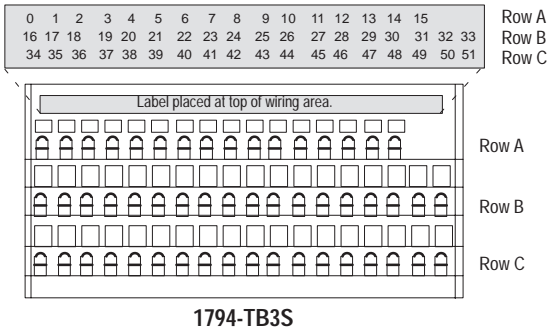 0 1 2 3 4 5 6 7 8 9 10 11 12 13 14 15 Row A
16 17 18 19 20 21 22 23 24 25 26 27 28 29 30 31 32 33 Row B
34 35 36 37 38 39 40 41 42 43 44 45 46 47 48 49 50 51 Row C
Label placed at top of wiring area.
Row A
Row B
Row C
1794-TB3S